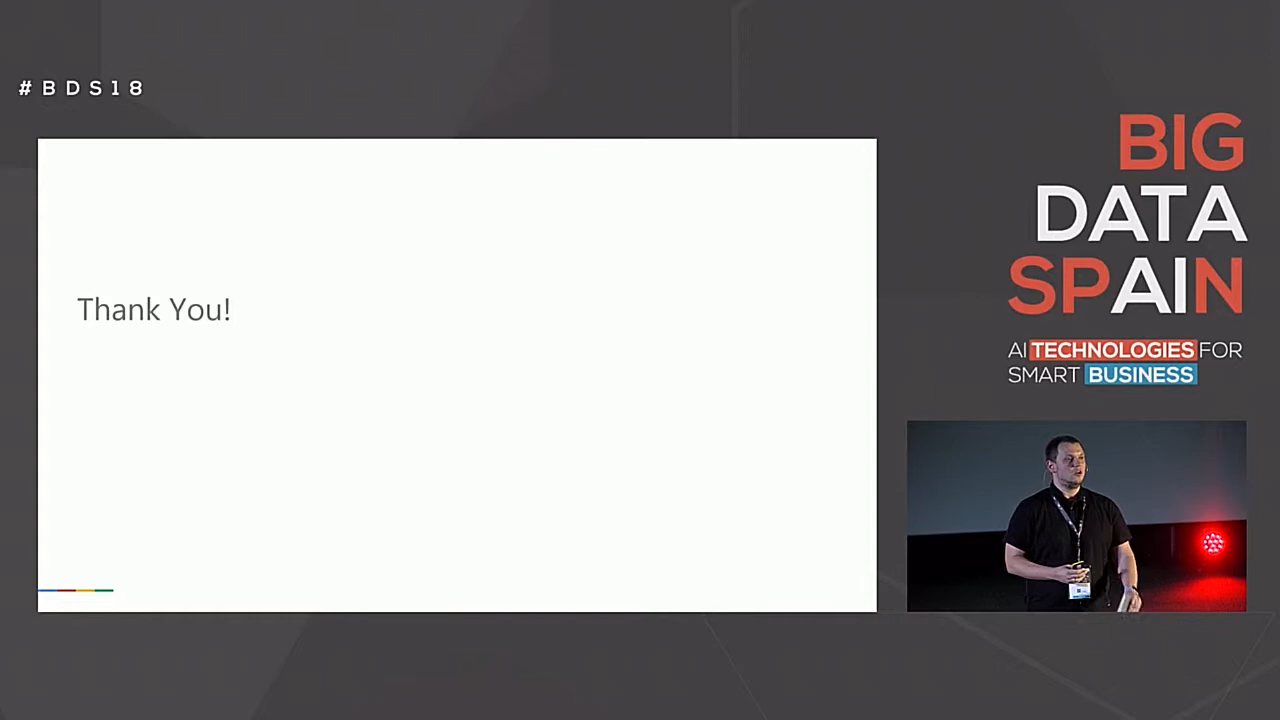 #BDS18
Thank You!
BIG
DATA
SPAIN
AI TECHNOLOGIES FOR
SMART BUSINESS